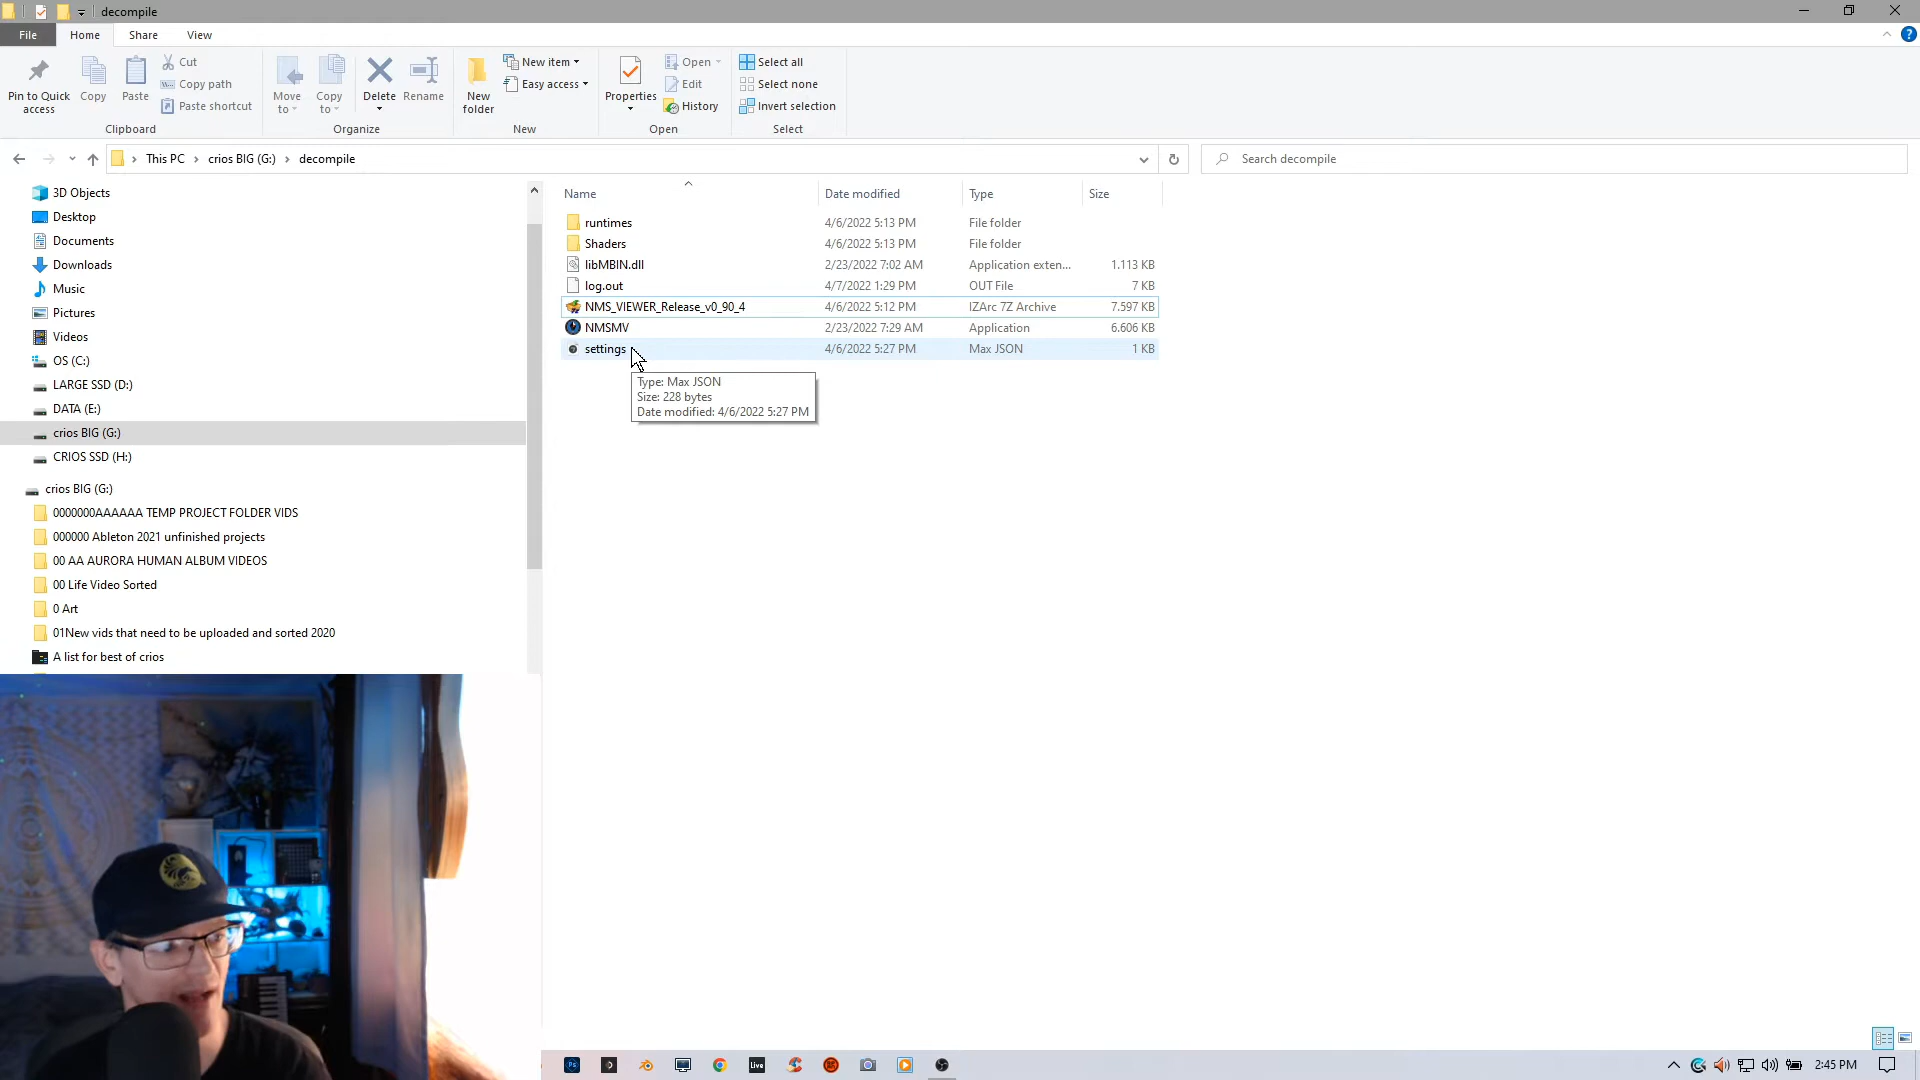 decompile
File Home Share View
Pin to Quick access
Copy
Paste
Cut
Copy path
Paste shortcut
Clipboard
Move to
Copy to
Delete
Rename
Organize
New folder
New item
Easy access
New
Properties
Open
Edit
History
Open
Select all
Select none
Invert selection
Select
This PC > crios BIG (G:) > decompile
Search decompile
3D Objects
Desktop
Documents
Downloads
Music
Pictures
Videos
OS (C:)
LARGE SSD (D:)
DATA (E:)
crios BIG (G:)
CRIOS SSD (H:)
crios BIG (G:)
0000000AAAAAA TEMP PROJECT FOLDER VIDS
000000 Ableton 2021 unfinished projects
00 AA AURORA HUMAN ALBUM VIDEOS
00 Life Video Sorted
0 Art
01New vids that need to be uploaded and sorted 2020
A list for best of crios
Name Date modified Type Size
runtimes 4/6/2022 5:13 PM File folder
Shaders 4/6/2022 5:13 PM File folder
libMBIN.dll 2/23/2022 7:02 AM Application exten... 1.113 KB
log.out 4/7/2022 1:29 PM OUT File 7 KB
NMS_VIEWER_Release_v0_90_4 4/6/2022 5:12 PM IZArc 7Z Archive 7.597 KB
NMSMV 2/23/2022 7:29 AM Application 6.606 KB
settings 4/6/2022 5:27 PM Max JSON 1 KB
Type: Max JSON
Size: 228 bytes
Date modified: 4/6/2022 5:27 PM
Ps
Live
2:45 PM